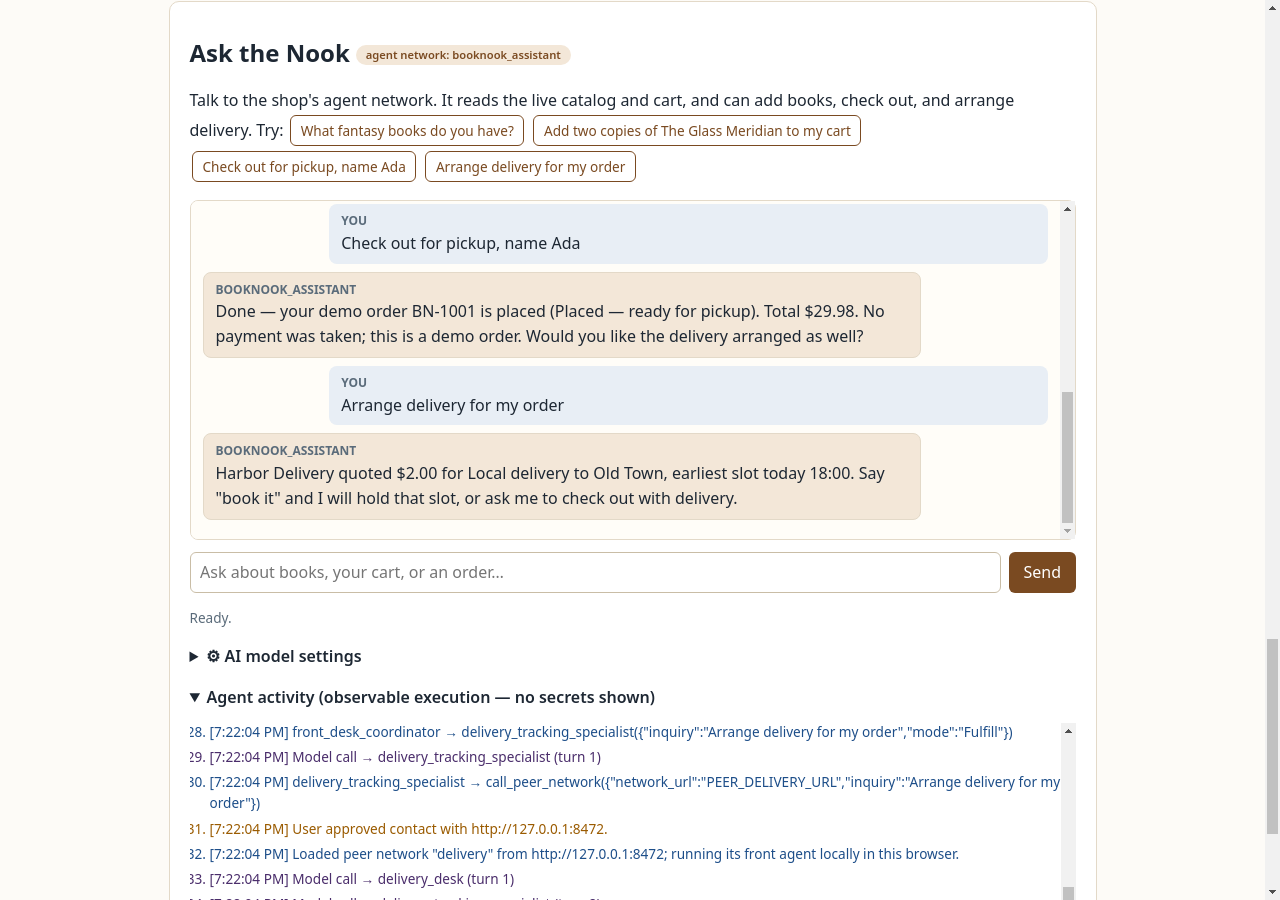 Ask the Nook agent network: booknook_assistant
Talk to the shop's agent network. It reads the live catalog and cart, and can add books, check out, and arrange
delivery. Try: What fantasy books do you have? Add two copies of The Glass Meridian to my cart
Check out for pickup, name Ada Arrange delivery for my order
YOU
Check out for pickup, name Ada
BOOKNOOK_ASSISTANT
Done — your demo order BN-1001 is placed (Placed — ready for pickup). Total $29.98. No
payment was taken; this is a demo order. Would you like the delivery arranged as well?
YOU
Arrange delivery for my order
BOOKNOOK_ASSISTANT
Harbor Delivery quoted $2.00 for Local delivery to Old Town, earliest slot today 18:00. Say
"book it" and I will hold that slot, or ask me to check out with delivery.
Ask about books, your cart, or an order...
Send
Ready.
▶ ⚙ AI model settings
▼ Agent activity (observable execution — no secrets shown)
28. [7:22:04 PM] front_desk_coordinator → delivery_tracking_specialist({"inquiry":"Arrange delivery for my order","mode":"Fulfill"})
29. [7:22:04 PM] Model call → delivery_tracking_specialist (turn 1)
30. [7:22:04 PM] delivery_tracking_specialist → call_peer_network({"network_url":"PEER_DELIVERY_URL","inquiry":"Arrange delivery for my
order"})
31. [7:22:04 PM] User approved contact with http://127.0.0.1:8472.
32. [7:22:04 PM] Loaded peer network "delivery" from http://127.0.0.1:8472; running its front agent locally in this browser.
33. [7:22:04 PM] Model call → delivery_desk (turn 1)